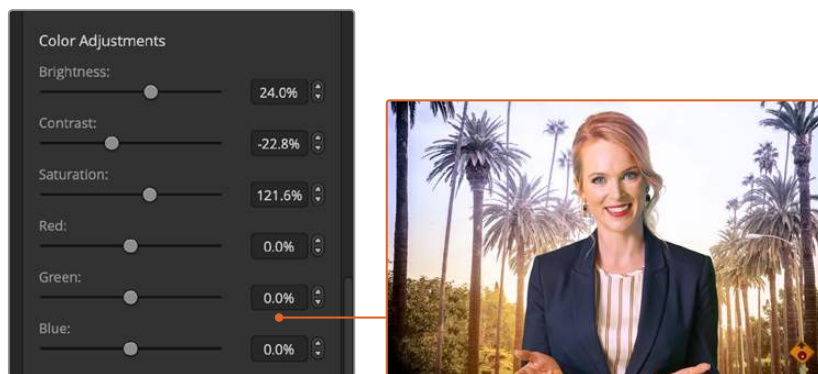 Color Adjustments
Brightness:
24.0%
Contrast:
-22.8%
Saturation:
121.6%
Red:
0.0%
Green:
0.0%
Blue:
0.0%